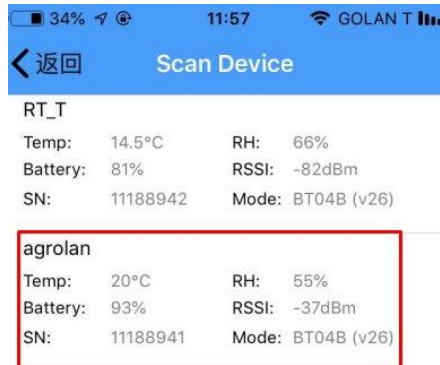 34% 11:57 GOLAN T
返回 Scan Device
RT_T
Temp: 14.5°C RH: 66%
Battery: 81% RSSI: -82dBm
SN: 11188942 Mode: BT04B (v26)
agrolan
Temp: 20°C RH: 55%
Battery: 93% RSSI: -37dBm
SN: 11188941 Mode: BT04B (v26)